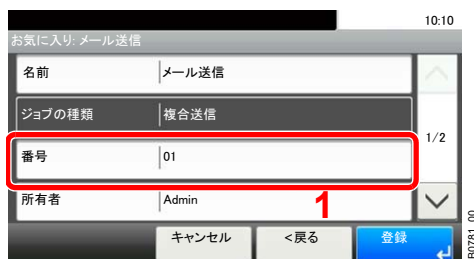 10:10
お気に入り: メール送信
名前 メール送信
ジョブの種類 複合送信
1/2
番号 01
所有者 Admin
1
キャンセル <戻る 登録